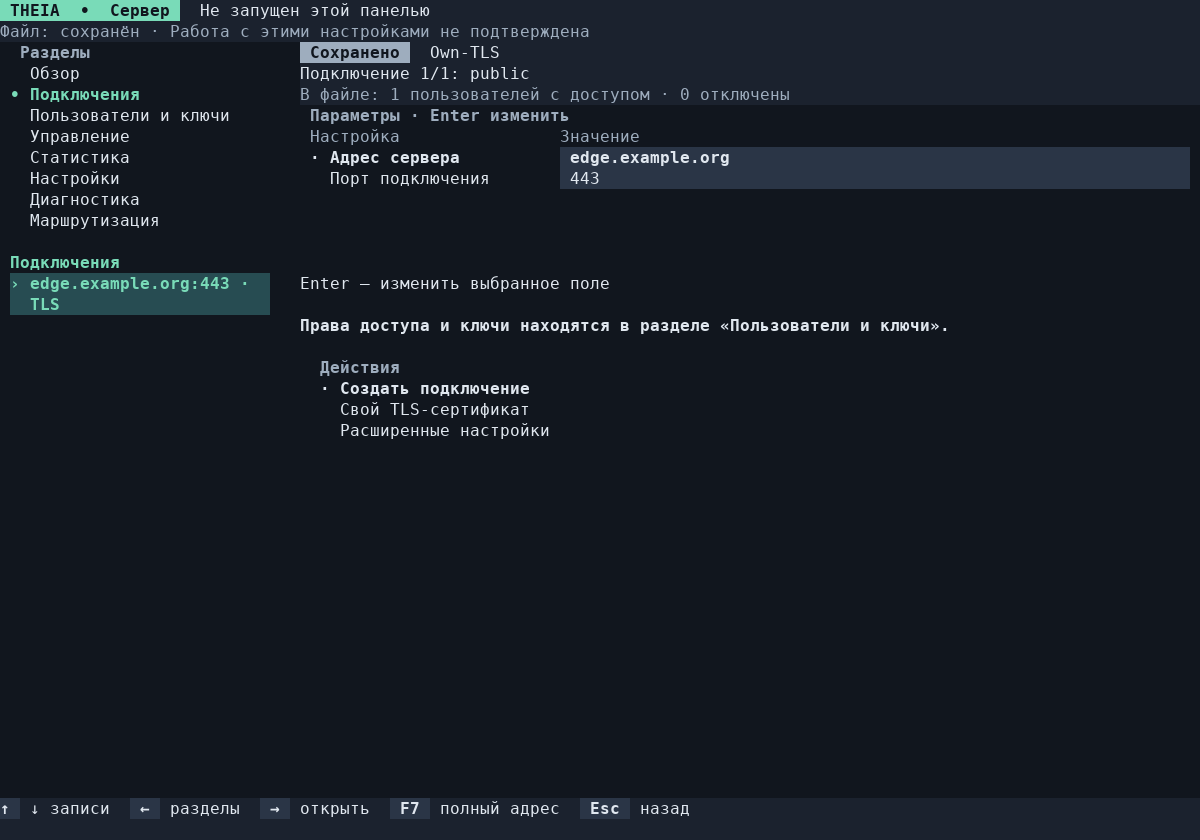 THEIA • Сервер Не запущен этой панелью
Файл: сохранён · Работа с этими настройками не подтверждена
Разделы
Обзор
• Подключения
Пользователи и ключи
Управление
Статистика
Настройки
Диагностика
Маршрутизация
Подключения
› edge.example.org:443 ·
TLS
Сохранено Own-TLS
Подключение 1/1: public
В файле: 1 пользователей с доступом · 0 отключены
Параметры · Enter изменить
Настройка Значение
· Адрес сервера edge.example.org
Порт подключения 443
Enter — изменить выбранное поле
Права доступа и ключи находятся в разделе «Пользователи и ключи».
Действия
· Создать подключение
Свой TLS-сертификат
Расширенные настройки
↑ ↓ записи ← разделы → открыть F7 полный адрес Esc назад